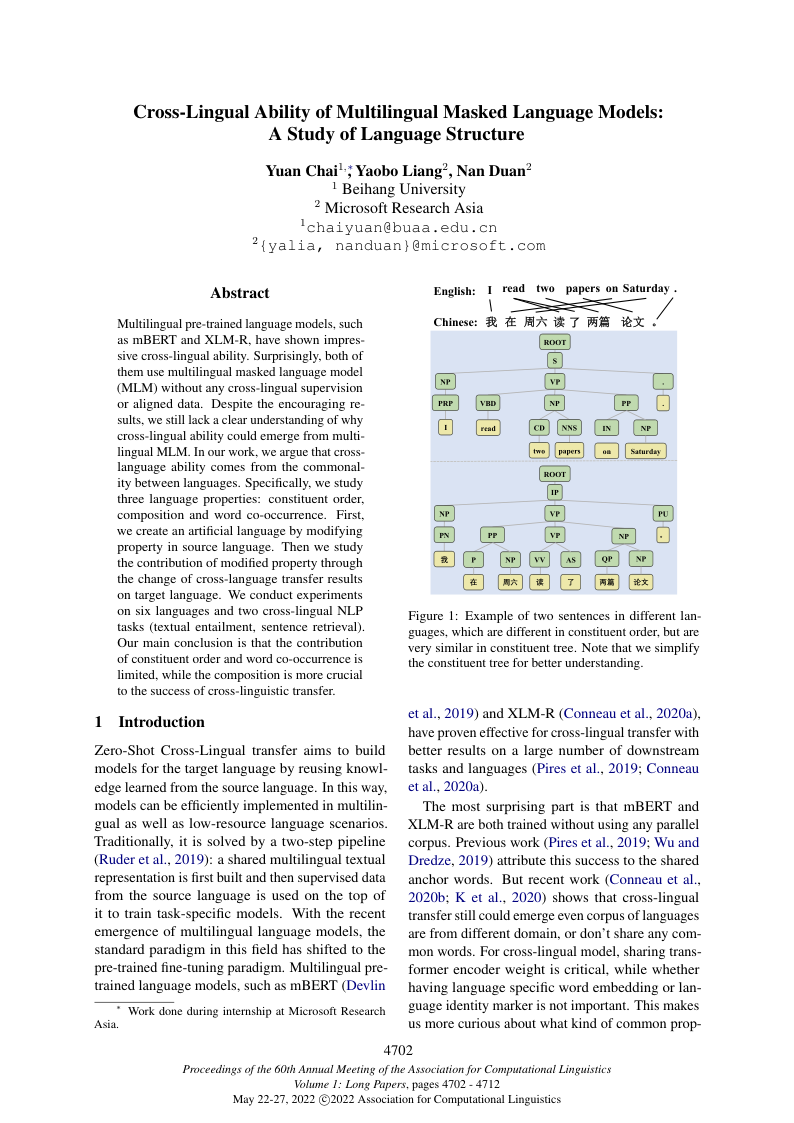 Cross-Lingual Ability of Multilingual Masked Language Models:
A Study of Language Structure
Yuan Chai1,*, Yaobo Liang2, Nan Duan2
1 Beihang University
2 Microsoft Research Asia
1chaiyuan@buaa.edu.cn
2{yalia, nanduan}@microsoft.com
Abstract
Multilingual pre-trained language models, such
as mBERT and XLM-R, have shown impres-
sive cross-lingual ability. Surprisingly, both of
them use multilingual masked language model
(MLM) without any cross-lingual supervision
or aligned data. Despite the encouraging re-
sults, we still lack a clear understanding of why
cross-lingual ability could emerge from multi-
lingual MLM. In our work, we argue that cross-
language ability comes from the commonal-
ity between languages. Specifically, we study
three language properties: constituent order,
composition and word co-occurrence. First,
we create an artificial language by modifying
property in source language. Then we study
the contribution of modified property through
the change of cross-language transfer results
on target language. We conduct experiments
on six languages and two cross-lingual NLP
tasks (textual entailment, sentence retrieval).
Our main conclusion is that the contribution
of constituent order and word co-occurrence is
limited, while the composition is more crucial
to the success of cross-linguistic transfer.
1 Introduction
Zero-Shot Cross-Lingual transfer aims to build
models for the target language by reusing knowl-
edge learned from the source language. In this way,
models can be efficiently implemented in multilin-
gual as well as low-resource language scenarios.
Traditionally, it is solved by a two-step pipeline
(Ruder et al., 2019): a shared multilingual textual
representation is first built and then supervised data
from the source language is used on the top of
it to train task-specific models. With the recent
emergence of multilingual language models, the
standard paradigm in this field has shifted to the
pre-trained fine-tuning paradigm. Multilingual pre-
trained language models, such as mBERT (Devlin
* Work done during internship at Microsoft Research
Asia.
English: I read two papers on Saturday .
Chinese: 我 在 周六 读 了 两篇 论文 。
ROOT
S
NP VP .
PRP VBD NP PP .
I read CD NNS IN NP
two papers on Saturday
ROOT
IP
NP VP PU
PN PP VP NP 。
我 P NP VV AS QP NP
在 周六 读 了 两篇 论文
Figure 1: Example of two sentences in different lan-
guages, which are different in constituent order, but are
very similar in constituent tree. Note that we simplify
the constituent tree for better understanding.
et al., 2019) and XLM-R (Conneau et al., 2020a),
have proven effective for cross-lingual transfer with
better results on a large number of downstream
tasks and languages (Pires et al., 2019; Conneau
et al., 2020a).
The most surprising part is that mBERT and
XLM-R are both trained without using any parallel
corpus. Previous work (Pires et al., 2019; Wu and
Dredze, 2019) attribute this success to the shared
anchor words. But recent work (Conneau et al.,
2020b; K et al., 2020) shows that cross-lingual
transfer still could emerge even corpus of languages
are from different domain, or don't share any com-
mon words. For cross-lingual model, sharing trans-
former encoder weight is critical, while whether
having language specific word embedding or lan-
guage identity marker is not important. This makes
us more curious about what kind of common prop-
4702
Proceedings of the 60th Annual Meeting of the Association for Computational Linguistics
Volume 1: Long Papers, pages 4702 - 4712
May 22-27, 2022 ©2022 Association for Computational Linguistics